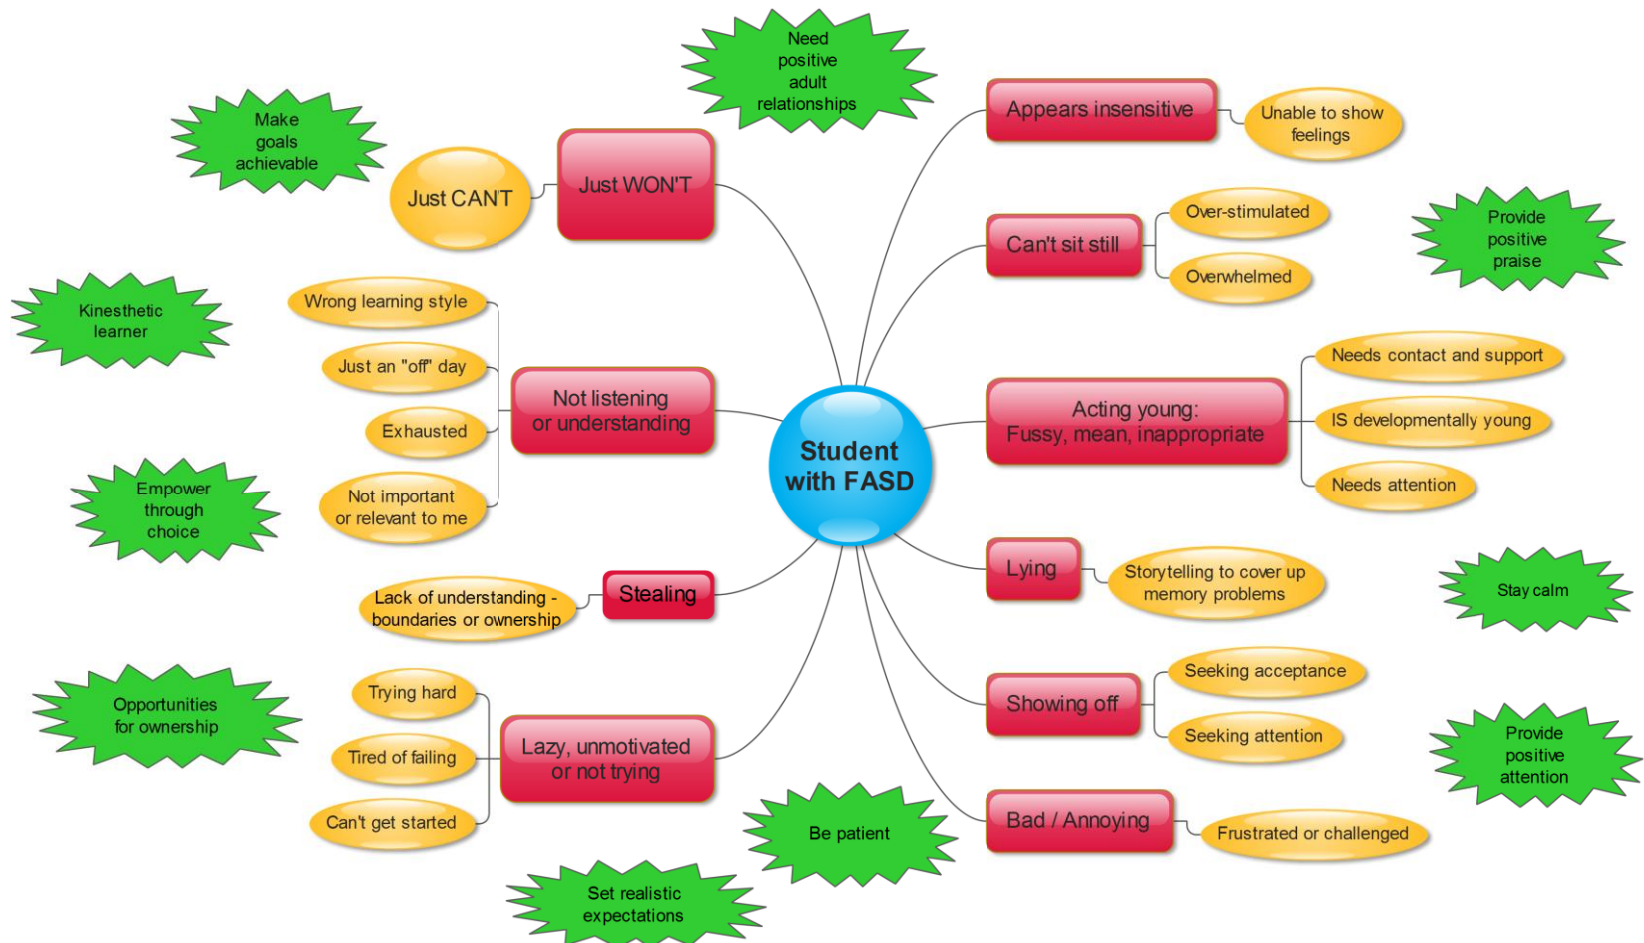 Need
positive
adult
relationships
Make
goals
achievable
Just CAN'T
Just WON'T
Appears insensitive
Unable to show
feelings
Can't sit still
Over-stimulated
Overwhelmed
Provide
positive
praise
Kinesthetic
learner
Wrong learning style
Just an "off" day
Exhausted
Not important
or relevant to me
Not listening
or understanding
Student
with FASD
Acting young:
Fussy, mean, inappropriate
Needs contact and support
IS developmentally young
Needs attention
Empower
through
choice
Lack of understanding -
boundaries or ownership
Stealing
Lying
Storytelling to cover up
memory problems
Stay calm
Opportunities
for ownership
Trying hard
Tired of failing
Can't get started
Lazy, unmotivated
or not trying
Showing off
Seeking acceptance
Seeking attention
Provide
positive
attention
Be patient
Bad / Annoying
Frustrated or challenged
Set realistic
expectations